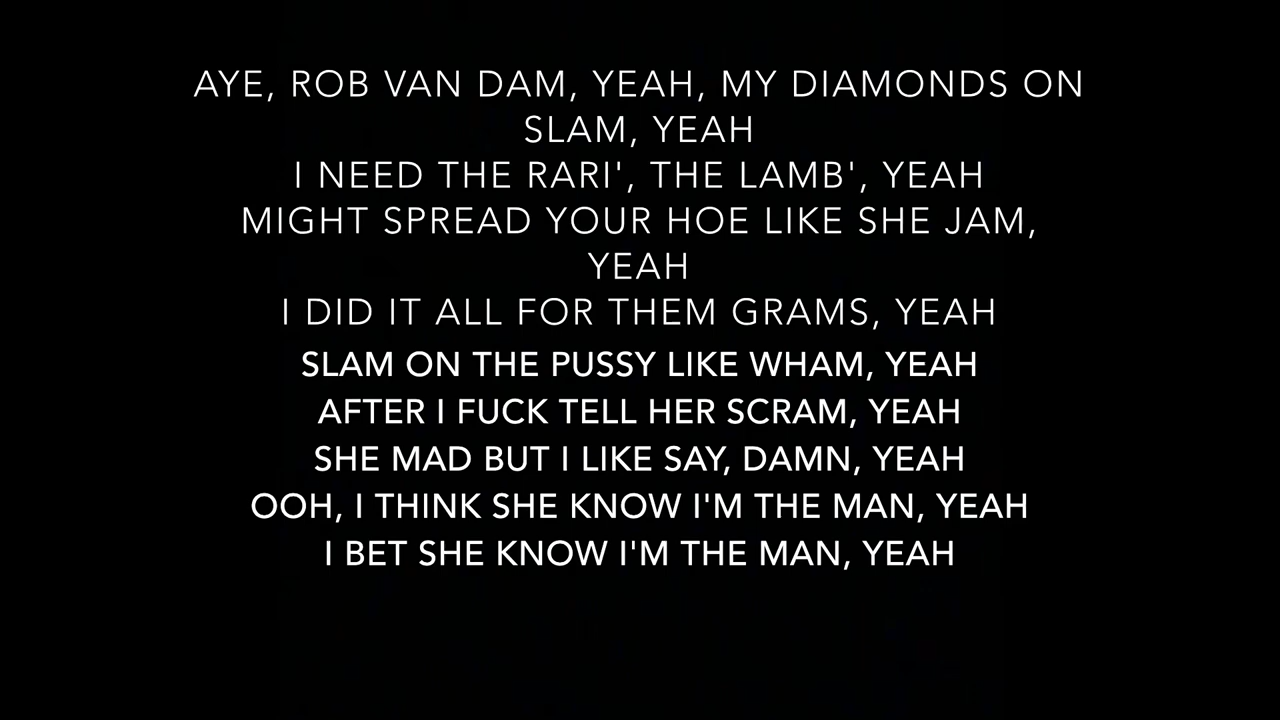 AYE, ROB VAN DAM, YEAH, MY DIAMONDS ON
SLAM, YEAH
I NEED THE RARI', THE LAMB', YEAH
MIGHT SPREAD YOUR HOE LIKE SHE JAM,
YEAH
I DID IT ALL FOR THEM GRAMS, YEAH
SLAM ON THE PUSSY LIKE WHAM, YEAH
AFTER I FUCK TELL HER SCRAM, YEAH
SHE MAD BUT I LIKE SAY, DAMN, YEAH
OOH, I THINK SHE KNOW I'M THE MAN, YEAH
I BET SHE KNOW I'M THE MAN, YEAH